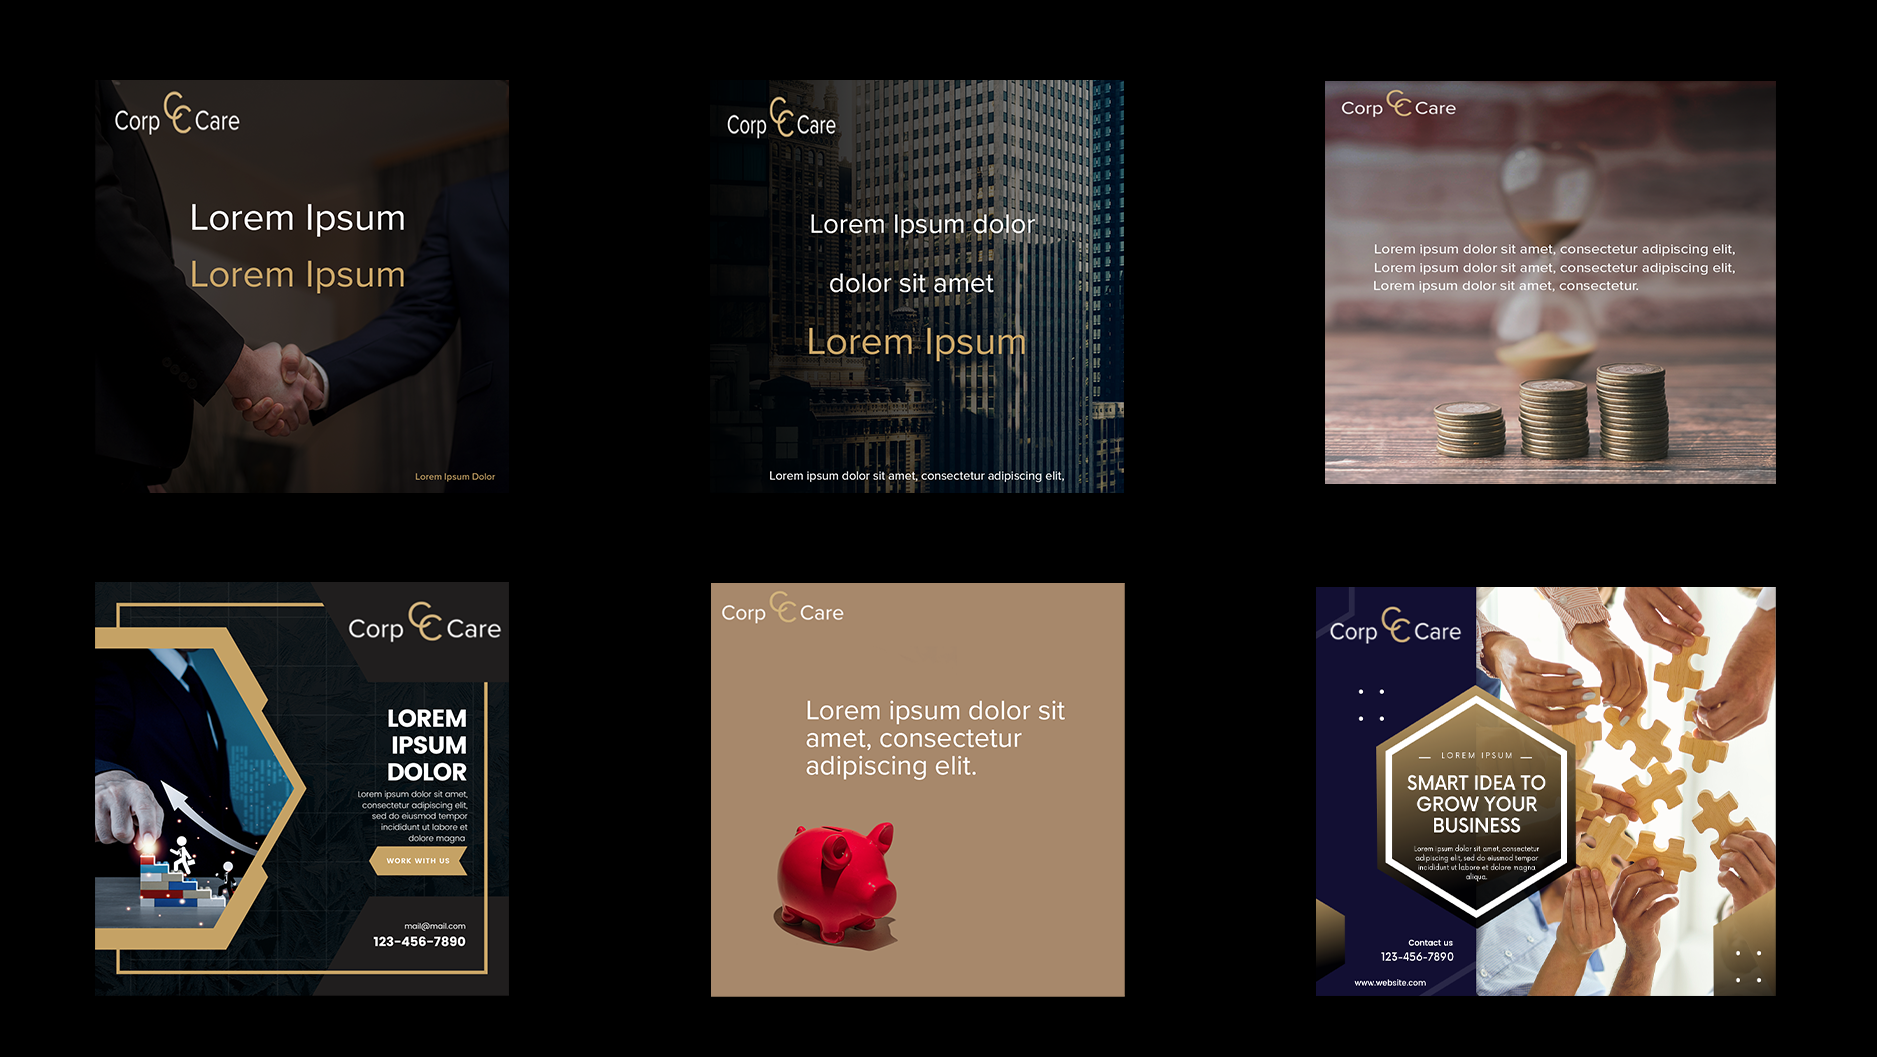 Corp CC Care
Lorem Ipsum
Lorem Ipsum
Lorem Ipsum Dolor
Corp CC Care
Lorem Ipsum dolor
dolor sit amet
Lorem Ipsum
Lorem ipsum dolor sit amet, consectetur adipiscing elit,
Corp CC Care
Lorem ipsum dolor sit amet, consectetur adipiscing elit,
Lorem ipsum dolor sit amet, consectetur adipiscing elit,
Lorem ipsum dolor sit amet, consectetur.
Corp CC Care
LOREM
IPSUM
DOLOR
Lorem ipsum dolor sit amet,
consectetur adipiscing elit,
sed do eiusmod tempor
incididunt ut labore et
dolore magna
WORK WITH US
mail@mail.com
123-456-7890
Corp CC Care
Lorem ipsum dolor sit
amet, consectetur
adipiscing elit.
Corp CC Care
LOREM IPSUM
SMART IDEA TO
GROW YOUR
BUSINESS
Lorem ipsum dolor sit amet, consectetur
adipiscing elit, sed do eiusmod tempor
incididunt ut labore et dolore magna
aliqua.
Contact us
123-456-7890
www.website.com